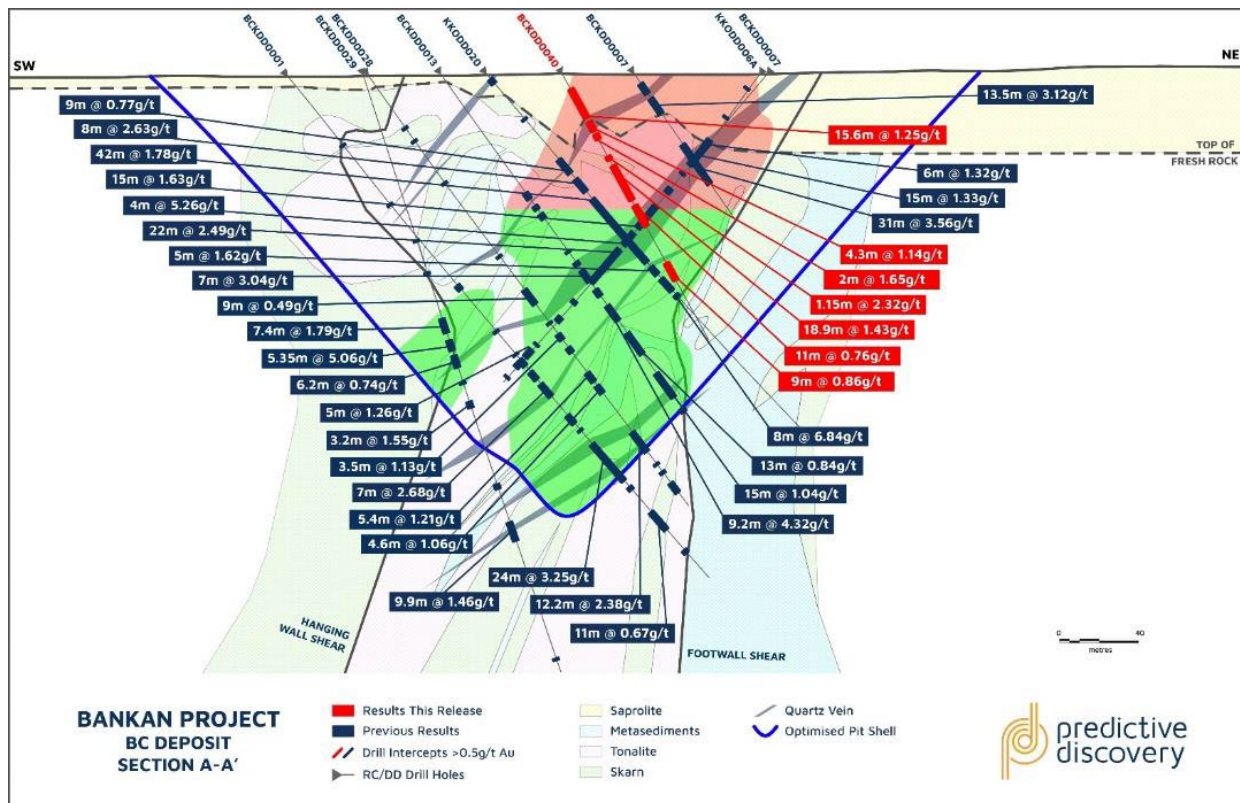 BCKDD0001
BCKDD0029
BCKDD0028
BCKDD0013
KKODD020
BCKDD0040
BCKDD0007
KKODD006A
BCKDD0007
SW
NE
9m @ 0.77g/t
8m @ 2.63g/t
42m @ 1.78g/t
15m @ 1.63g/t
4m @ 5.26g/t
22m @ 2.49g/t
5m @ 1.62g/t
7m @ 3.04g/t
9m @ 0.49g/t
7.4m @ 1.79g/t
5.35m @ 5.06g/t
6.2m @ 0.74g/t
5m @ 1.26g/t
3.2m @ 1.55g/t
3.5m @ 1.13g/t
7m @ 2.68g/t
5.4m @ 1.21g/t
4.6m @ 1.06g/t
9.9m @ 1.46g/t
24m @ 3.25g/t
12.2m @ 2.38g/t
11m @ 0.67g/t
13.5m @ 3.12g/t
15.6m @ 1.25g/t
TOP OF
FRESH ROCK
6m @ 1.32g/t
15m @ 1.33g/t
31m @ 3.56g/t
4.3m @ 1.14g/t
2m @ 1.65g/t
1.15m @ 2.32g/t
18.9m @ 1.43g/t
11m @ 0.76g/t
9m @ 0.86g/t
8m @ 6.84g/t
13m @ 0.84g/t
15m @ 1.04g/t
9.2m @ 4.32g/t
HANGING
WALL SHEAR
FOOTWALL SHEAR
0 40
metres
BANKAN PROJECT
BC DEPOSIT
SECTION A-A'
Results This Release
Previous Results
Drill Intercepts >0.5g/t Au
RC/DD Drill Holes
Saprolite
Metasediments
Tonalite
Skarn
Quartz Vein
Optimised Pit Shell
predictive
discovery